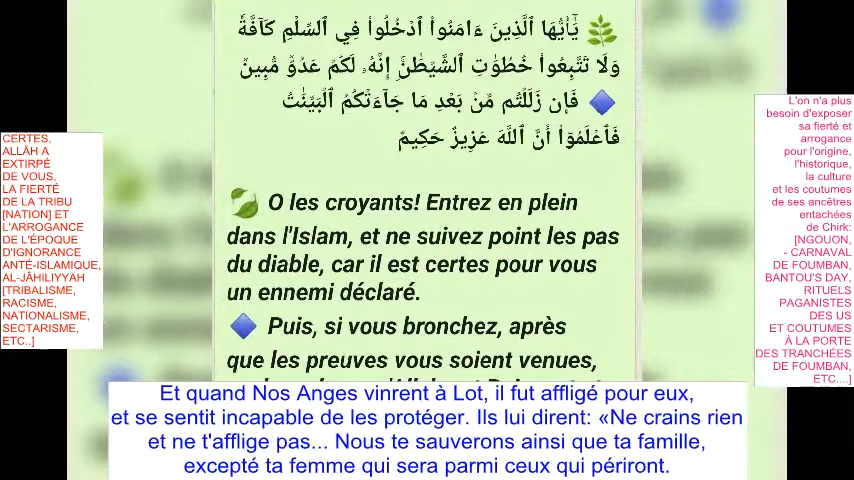 يَٰٓأَيُّهَا ٱلَّذِينَ ءَامَنُواْ ٱدۡخُلُواْ فِي ٱلسِّلۡمِ كَآفَّةٗ
وَلَا تَتَّبِعُواْ خُطُوَٰتِ ٱلشَّيۡطَٰنِۚ إِنَّهُۥ لَكُمۡ عَدُوّٞ مُّبِينٞ
فَإِن زَلَلۡتُم مِّنۢ بَعۡدِ مَا جَآءَتۡكُمُ ٱلۡبَيِّنَٰتُ
فَٱعۡلَمُوٓاْ أَنَّ ٱللَّهَ عَزِيزٌ حَكِيمٌ
O les croyants! Entrez en plein
dans l'Islam, et ne suivez point les pas
du diable, car il est certes pour vous
un ennemi déclaré.
Puis, si vous bronchez, après
que les preuves vous soient venues,
CERTES,
ALLÂH A
EXTIRPÉ
DE VOUS,
LA FIERTÉ
DE LA TRIBU
[NATION] ET
L'ARROGANCE
DE L'ÉPOQUE
D'IGNORANCE
ANTÉ-ISLAMIQUE,
AL-JÂHILIYYAH
[TRIBALISME,
RACISME,
NATIONALISME,
SECTARISME,
ETC..]
L'on n'a plus
besoin d'exposer
sa fierté et
arrogance
pour l'origine,
l'historique,
la culture
et les coutumes
de ses ancêtres
entachées
de Chirk:
[NGOUON,
- CARNAVAL
DE FOUMBAN,
BANTOU'S DAY,
RITUELS
PAGANISTES
DES US
ET COUTUMES
À LA PORTE
DES TRANCHÉES
DE FOUMBAN,
ETC....]
Et quand Nos Anges vinrent à Lot, il fut affligé pour eux,
et se sentit incapable de les protéger. Ils lui dirent: «Ne crains rien
et ne t'afflige pas... Nous te sauverons ainsi que ta famille,
excepté ta femme qui sera parmi ceux qui périront.